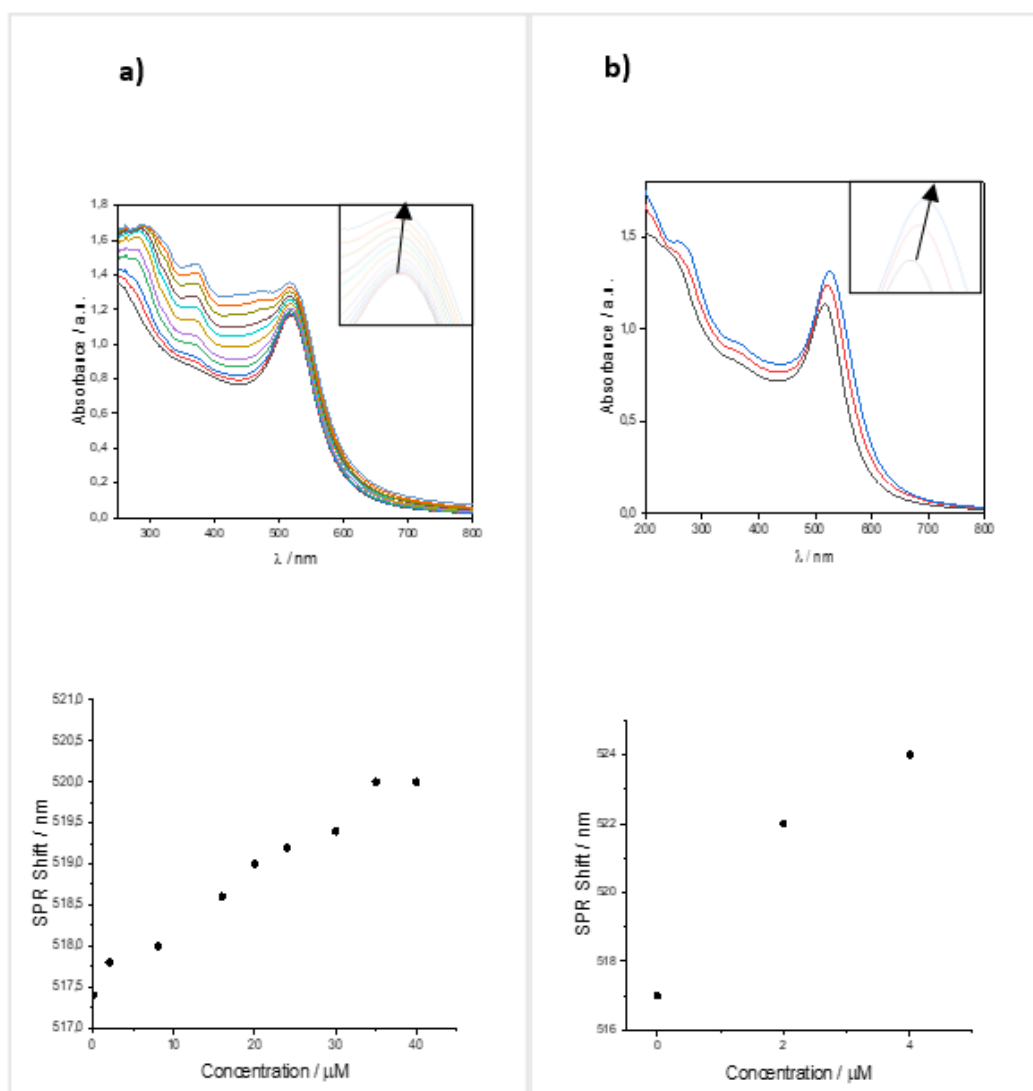 a)
1,8
1,6
1,4
1,2
1,0
0,8
0,6
0,4
0,2
0,0
300 400 500 600 700 800
Absorbance / a.u.
λ / nm
521,0
520,5
520,0
519,5
519,0
518,5
518,0
517,5
517,0
0 10 20 30 40
SPR Shift / nm
Concentration / μM
b)
1,5
1,0
0,5
0,0
200 300 400 500 600 700 800
Absorbance / a.u.
λ / nm
524
522
520
518
516
0 2 4
SPR Shift / nm
Concentration / μM